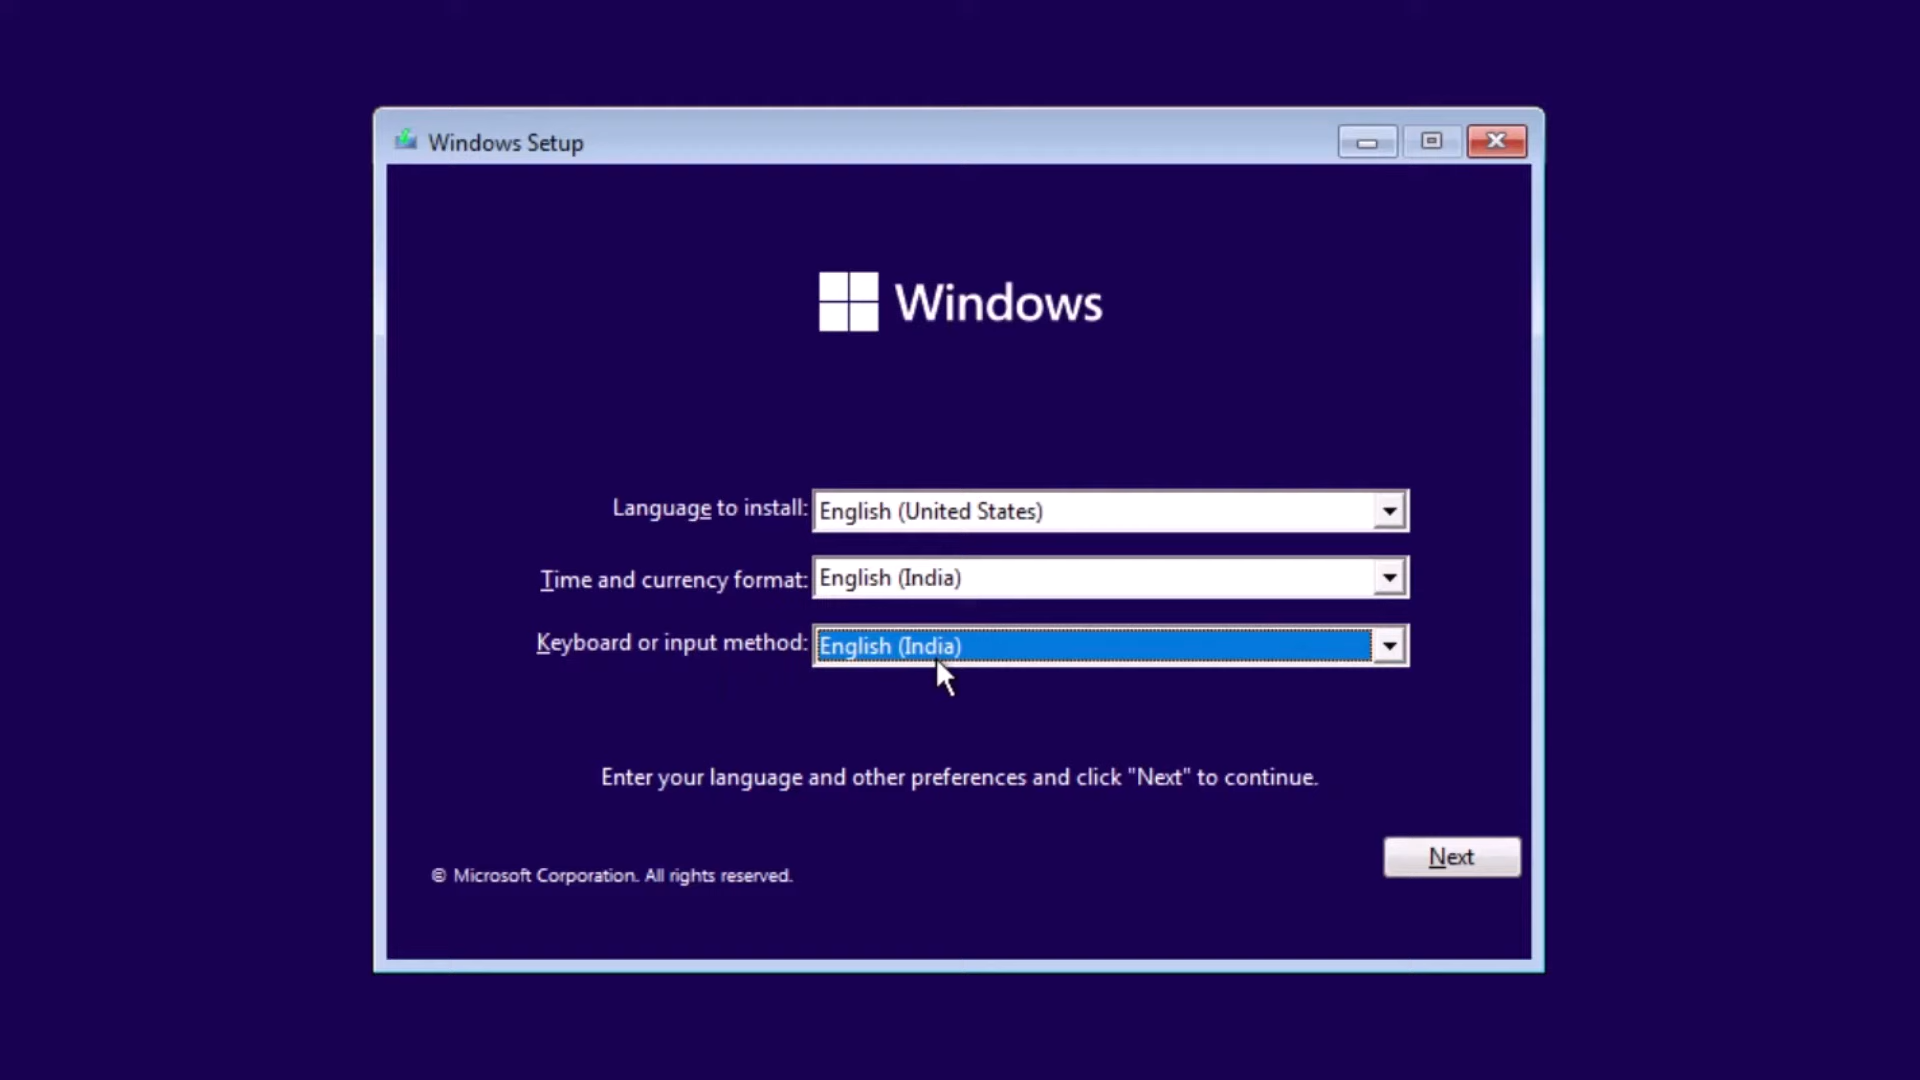 Windows Setup
Windows
Language to install: English (United States)
Time and currency format: English (India)
Keyboard or input method: English (India)
Enter your language and other preferences and click "Next" to continue.
Next
© Microsoft Corporation. All rights reserved.